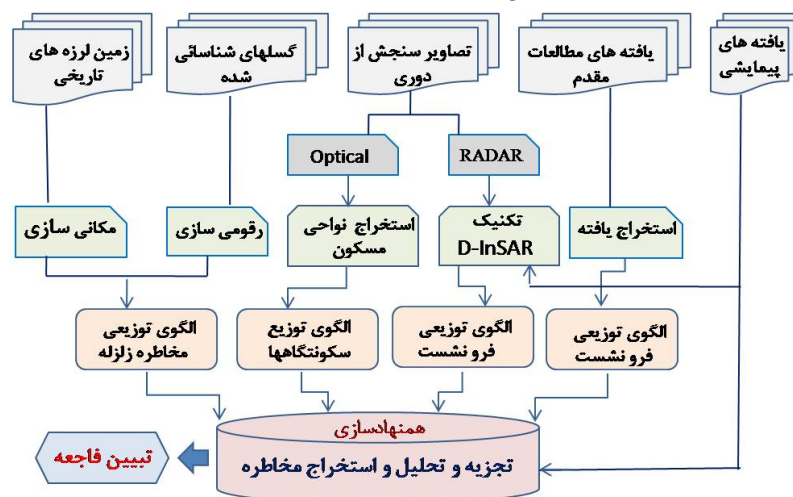 زمین لرزه های
تاریخی
گسلهای شناسائی
شده
تصاویر سنجش از
دوری
یافته های مطالعات
مقدم
یافته های
پیمایشی
Optical
RADAR
مکانی سازی
رقومی سازی
استخراج نواحی
مسکون
تکنیک
D-InSAR
استخراج یافته
الگوی توزیعی
مخاطره زلزله
الگوی توزیع
سکونتگاهها
الگوی توزیعی
فرو نشست
الگوی توزیعی
فرو نشست
همنهادسازی
تجزیه و تحلیل و استخراج مخاطره
تبیین فاجعه